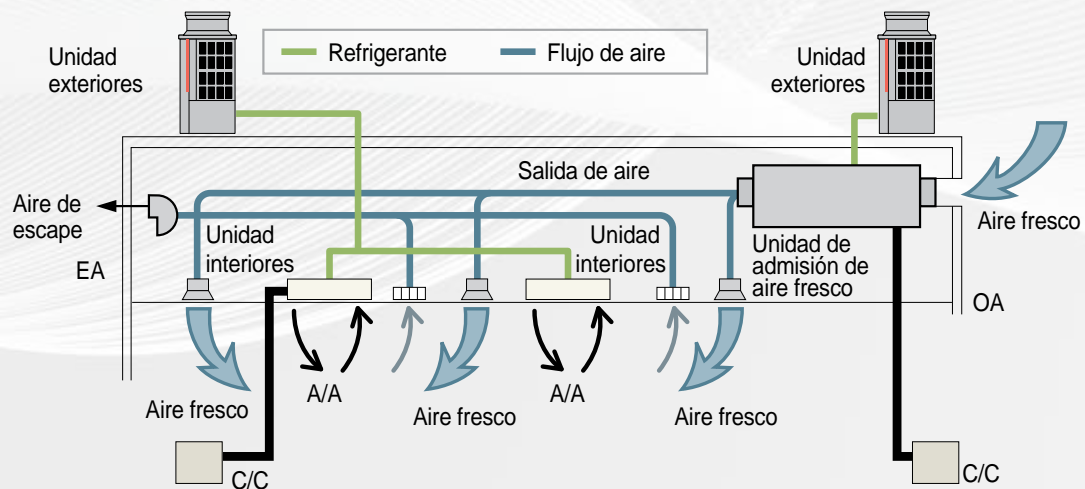 Unidad
exteriores
Refrigerante
Flujo de aire
Unidad
exteriores
Salida de aire
Aire de
escape
Aire fresco
Unidad
interiores
Unidad
interiores
Unidad de
admisión de
aire fresco
EA
OA
A/A
A/A
Aire fresco
Aire fresco
Aire fresco
C/C
C/C